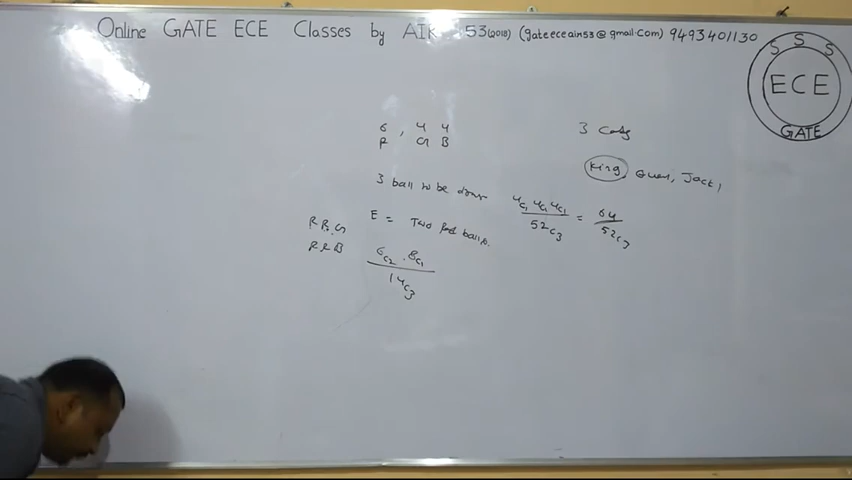 Online GATE ECE Classes by AIR 53(2018) (gateeceair53@gmail.com) 9493401130
S S S
ECE
GATE
6 , 4 4
R G B
3 ball to be drawn
E = Two Red balls.
R R G
R R B
6c2 . 8c1
14c3
3 Cards
King, Queen, Jack,
4c1 4c1 4c1 = 64
52c3 52c3